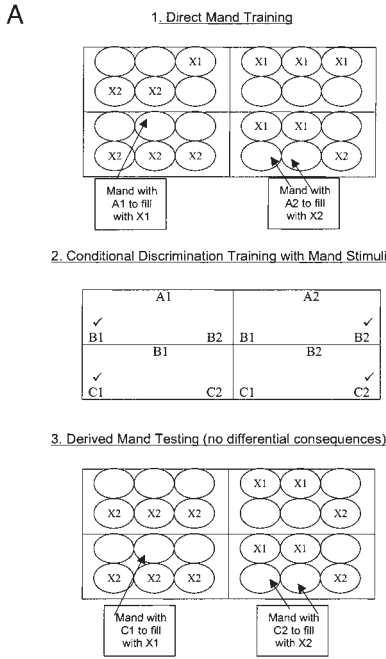 A
1. Direct Mand Training
X1 X1 X1 X1
X2 X2
X1 X1
X2 X2 X2 X2
Mand with A1 to fill with X1
Mand with A2 to fill with X2
2. Conditional Discrimination Training with Mand Stimuli
A1 A2
✓ ✓
B1 B2 B1 B2
B1 B2
✓ ✓
C1 C2 C1 C2
3. Derived Mand Testing (no differential consequences)
X1 X1
X2 X2 X2 X2
X1 X1
X2 X2 X2 X2
Mand with C1 to fill with X1
Mand with C2 to fill with X2